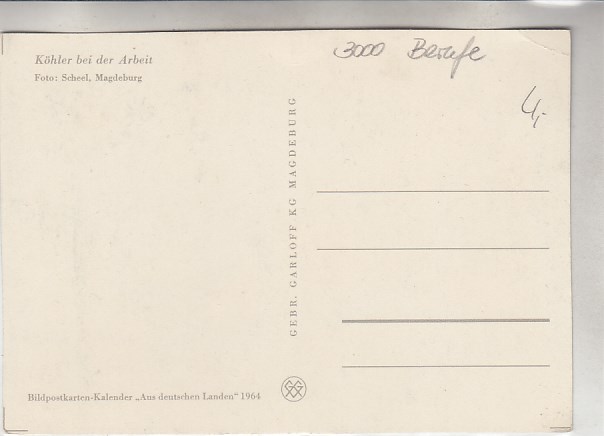 3000 Berufe
Köhler bei der Arbeit
Foto: Scheel, Magdeburg
4,-
GEBR. GARLOFF KG MAGDEBURG
Bildpostkarten-Kalender „Aus deutschen Landen“ 1964